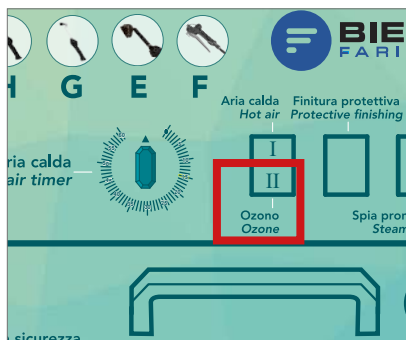 H G E F
BIE
FARI
Aria calda Finitura protettiva
Hot air Protective finishing
I
II
ria calda
air timer
Ozono Spia pron
Ozone Steam
sicurezza